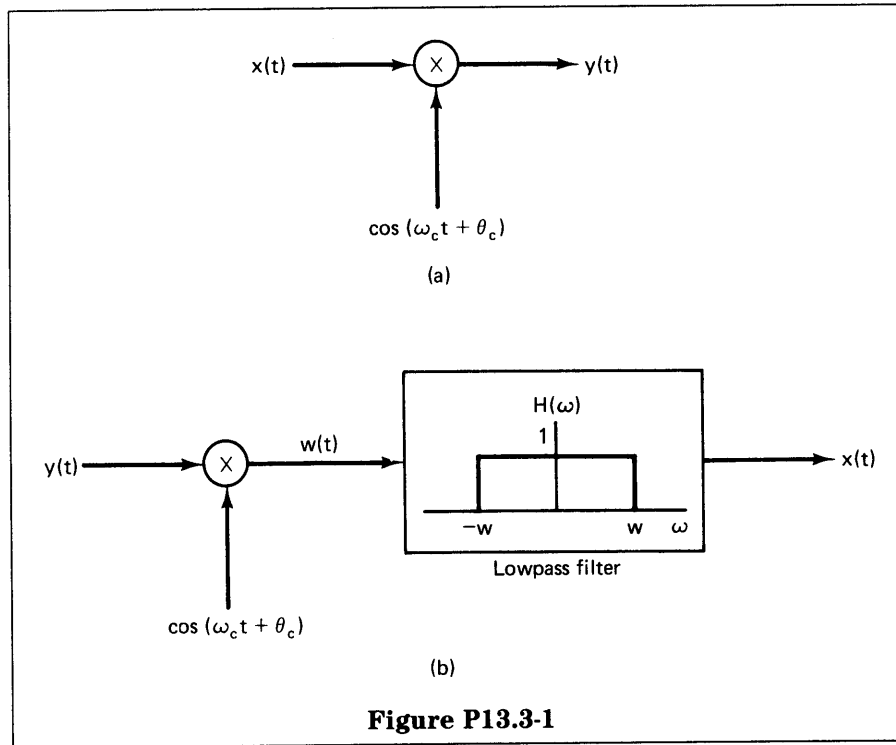 x(t)
X
y(t)
cos (ω_c t + θ_c)
(a)
H(ω)
1
y(t)
w(t)
X
x(t)
−w
w
ω
Lowpass filter
cos (ω_c t + θ_c)
(b)
Figure P13.3-1